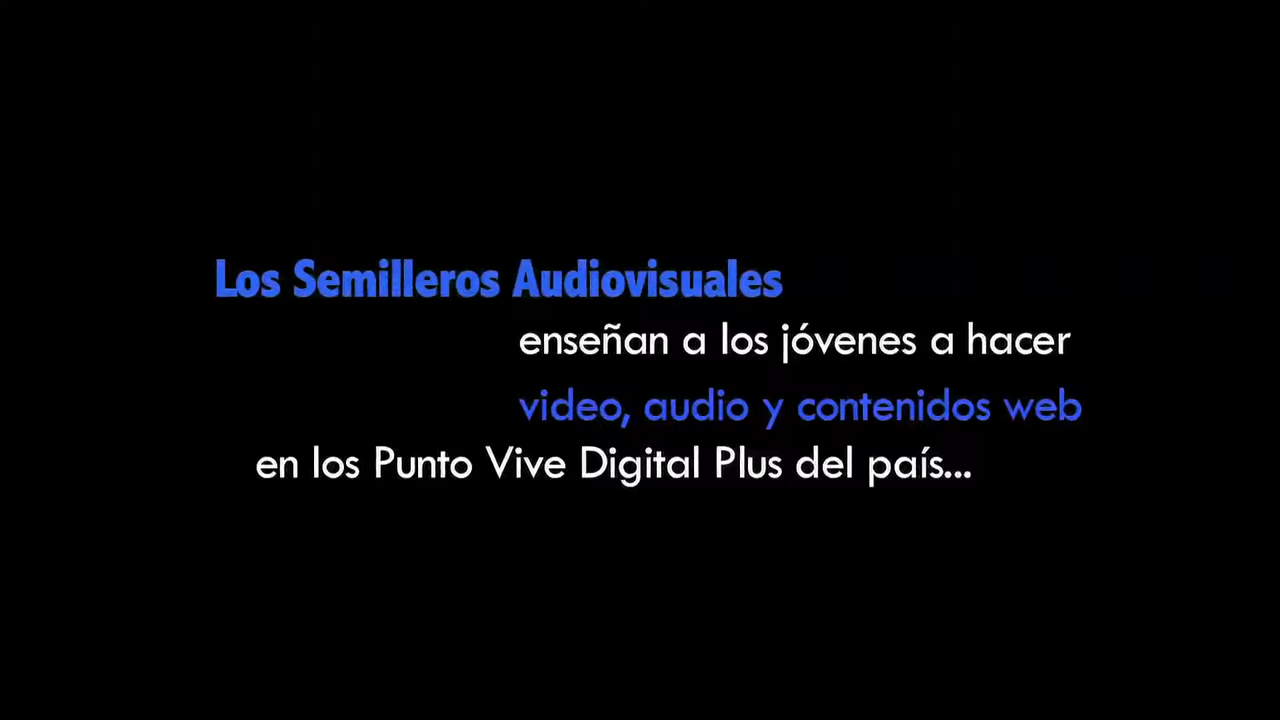 Los Semilleros Audiovisuales
enseñan a los jóvenes a hacer
video, audio y contenidos web
en los Punto Vive Digital Plus del país...